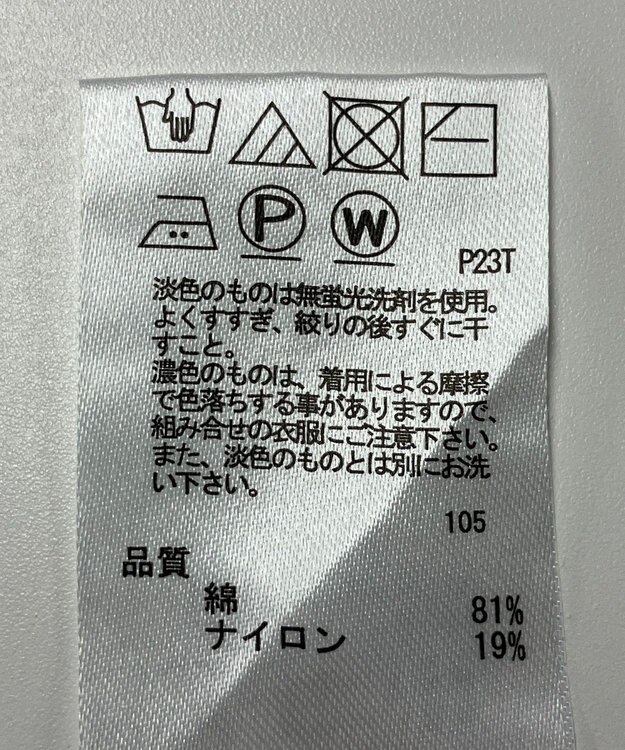 P W
P23T
淡色のものは無蛍光洗剤を使用。
よくすすぎ、絞りの後すぐに干
すこと。
濃色のものは、着用による摩擦
で色落ちする事がありますので、
組み合せの衣服にご注意下さい。
また、淡色のものとは別にお洗
い下さい。
105
品質
綿 81%
ナイロン 19%